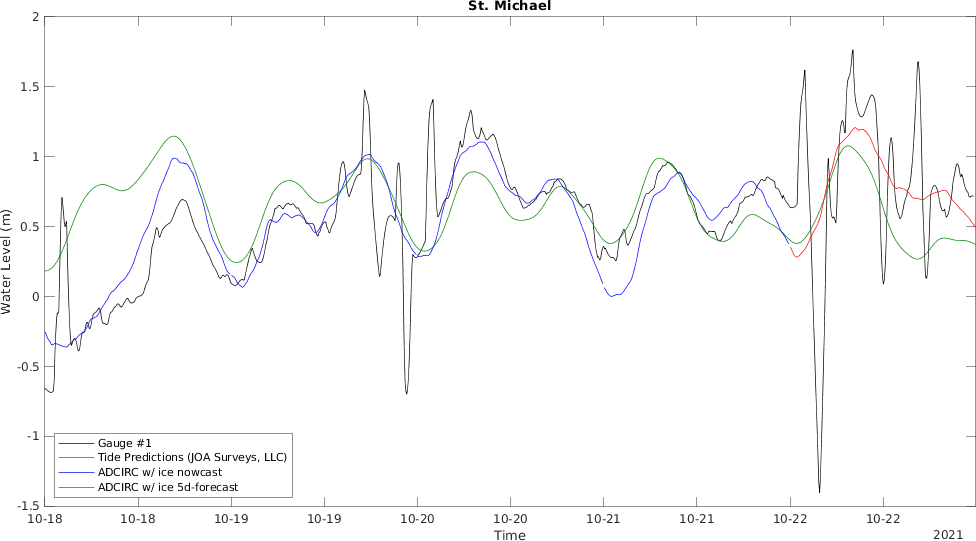 St. Michael
2
1.5
1
0.5
0
-0.5
-1
-1.5
Water Level (m)
Gauge #1
Tide Predictions (JOA Surveys, LLC)
ADCIRC w/ ice nowcast
ADCIRC w/ ice 5d-forecast
10-18 10-18 10-19 10-19 10-20 10-20 10-21 10-21 10-22 10-22
Time
2021